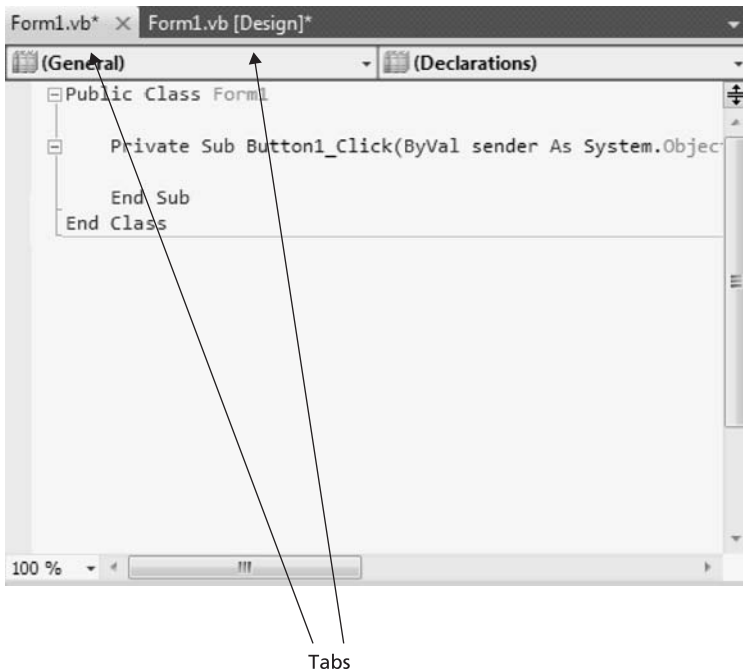 Form1.vb* Form1.vb [Design]*
(General) (Declarations)
Public Class Form1
Private Sub Button1_Click(ByVal sender As System.Objec
End Sub
End Class
100 %
Tabs